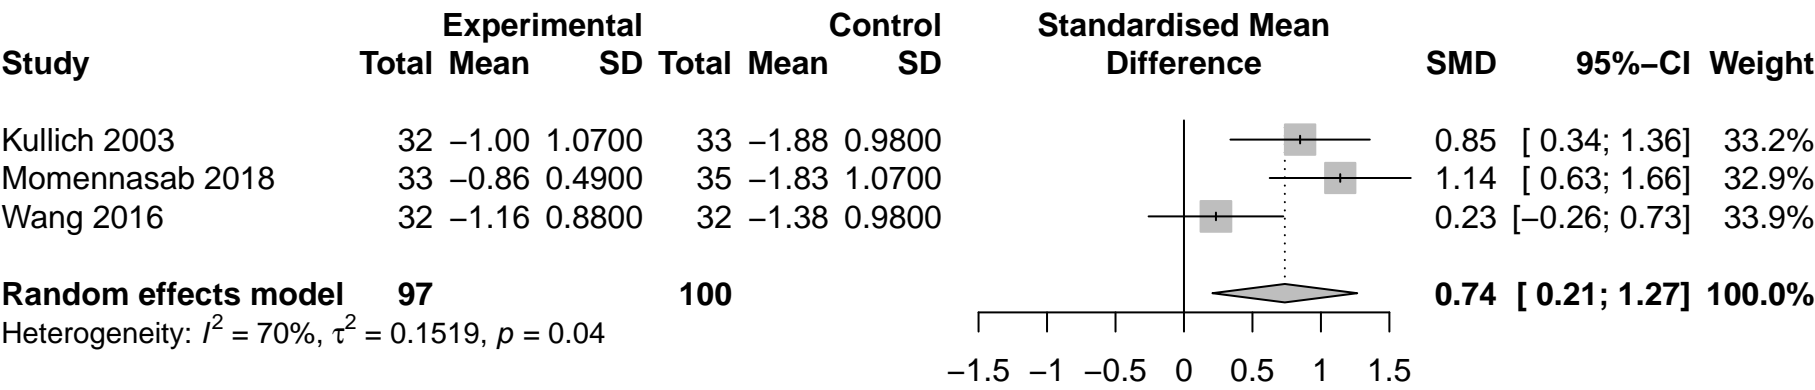 Experimental Control Standardised Mean
Study Total Mean SD Total Mean SD Difference SMD 95%−CI Weight
Kullich 2003 32 −1.00 1.0700 33 −1.88 0.9800 0.85 [ 0.34; 1.36] 33.2%
Momennasab 2018 33 −0.86 0.4900 35 −1.83 1.0700 1.14 [ 0.63; 1.66] 32.9%
Wang 2016 32 −1.16 0.8800 32 −1.38 0.9800 0.23 [−0.26; 0.73] 33.9%
Random effects model 97 100 0.74 [ 0.21; 1.27] 100.0%
Heterogeneity: I² = 70%, τ² = 0.1519, p = 0.04
−1.5 −1 −0.5 0 0.5 1 1.5